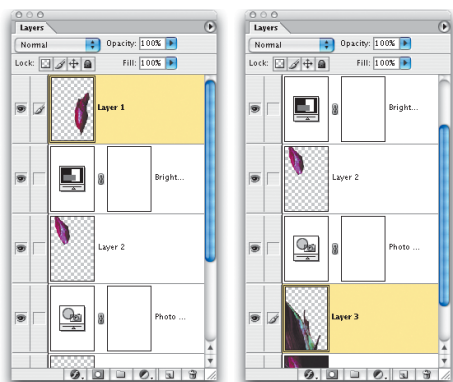 Layers
Normal Opacity: 100%
Lock: Fill: 100%
Layer 1
Bright...
Layer 2
Photo ...
Layers
Normal Opacity: 100%
Lock: Fill: 100%
Bright...
Layer 2
Photo ...
Layer 3